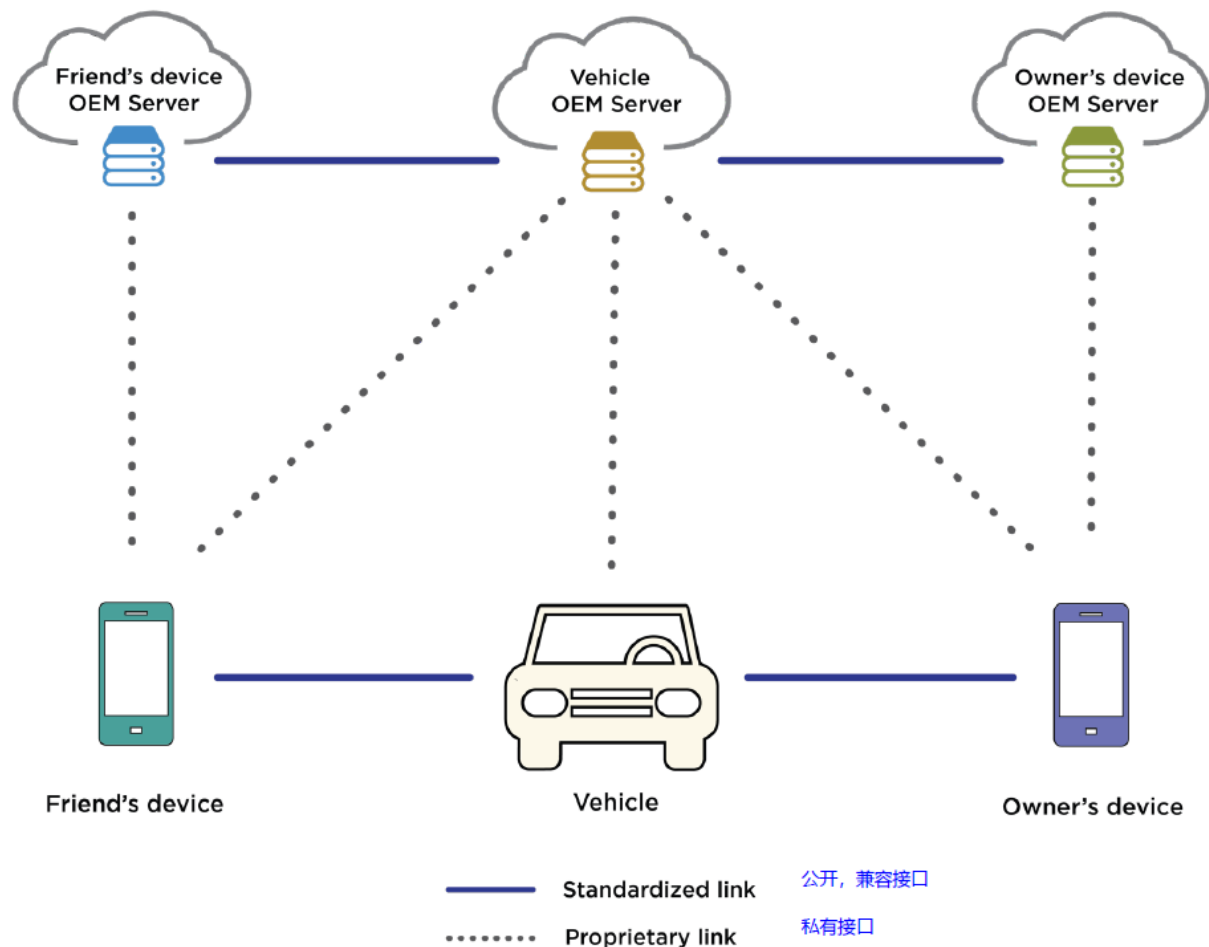 Friend's device
OEM Server
Vehicle
OEM Server
Owner's device
OEM Server
Friend's device
Vehicle
Owner's device
Standardized link
公开，兼容接口
Proprietary link
私有接口